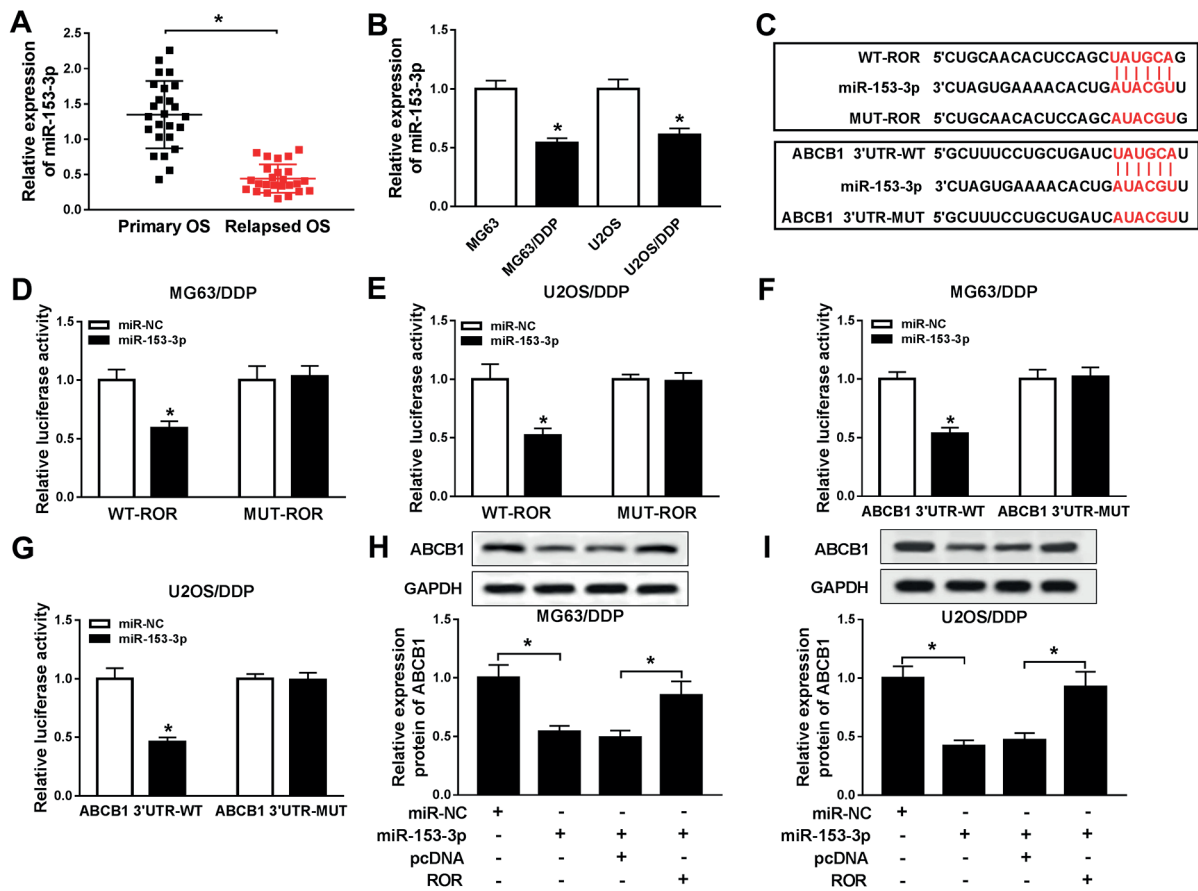 A
*
Relative expression
of miR-153-3p
2.5
2.0
1.5
1.0
0.5
0.0
Primary OS
Relapsed OS
B
Relative expression
of miR-153-3p
1.5
1.0
0.5
0.0
*
*
MG63
MG63/DDP
U2OS
U2OS/DDP
C
WT-ROR 5'CUGCAACACUCCAGCUAUGCAG
miR-153-3p 3'CUAGUGAAAACACUGAUACGUU
MUT-ROR 5'CUGCAACACUCCAGCAUACGUG
ABCB1 3'UTR-WT 5'GCUUUCCUGCUGAUCUAUGCAU
miR-153-3p 3'CUAGUGAAAACACUGAUACGUU
ABCB1 3'UTR-MUT 5'GCUUUCCUGCUGAUCAUACGUU
D
MG63/DDP
Relative luciferase activity
1.5
1.0
0.5
0.0
miR-NC
miR-153-3p
*
WT-ROR
MUT-ROR
E
U2OS/DDP
Relative luciferase activity
1.5
1.0
0.5
0.0
miR-NC
miR-153-3p
*
WT-ROR
MUT-ROR
F
MG63/DDP
Relative luciferase activity
1.5
1.0
0.5
0.0
miR-NC
miR-153-3p
*
ABCB1 3'UTR-WT
ABCB1 3'UTR-MUT
G
U2OS/DDP
Relative luciferase activity
1.5
1.0
0.5
0.0
miR-NC
miR-153-3p
*
ABCB1 3'UTR-WT
ABCB1 3'UTR-MUT
H
ABCB1
GAPDH
MG63/DDP
Relative expression
protein of ABCB1
1.5
1.0
0.5
0.0
*
*
miR-NC + - - -
miR-153-3p - + + +
pcDNA - - + -
ROR - - - +
I
ABCB1
GAPDH
U2OS/DDP
Relative expression
protein of ABCB1
1.5
1.0
0.5
0.0
*
*
miR-NC + - - -
miR-153-3p - + + +
pcDNA - - + -
ROR - - - +